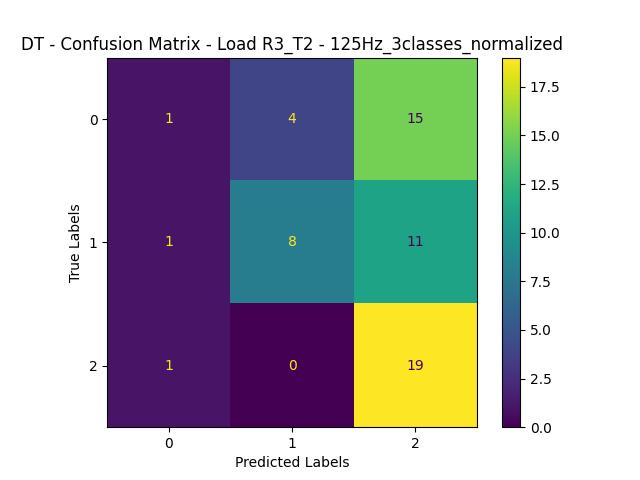 DT - Confusion Matrix - Load R3_T2 - 125Hz_3classes_normalized
True Labels
0 1 4 15
1 1 8 11
2 1 0 19
0 1 2
Predicted Labels
17.5
15.0
12.5
10.0
7.5
5.0
2.5
0.0